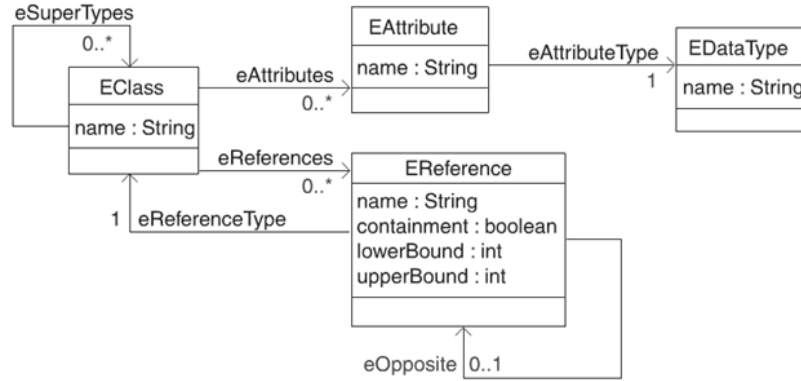 eSuperTypes
0..*
EClass
name : String
eAttributes
0..*
EAttribute
name : String
eAttributeType
1
EDataType
name : String
eReferences
0..*
1 eReferenceType
EReference
name : String
containment : boolean
lowerBound : int
upperBound : int
eOpposite 0..1